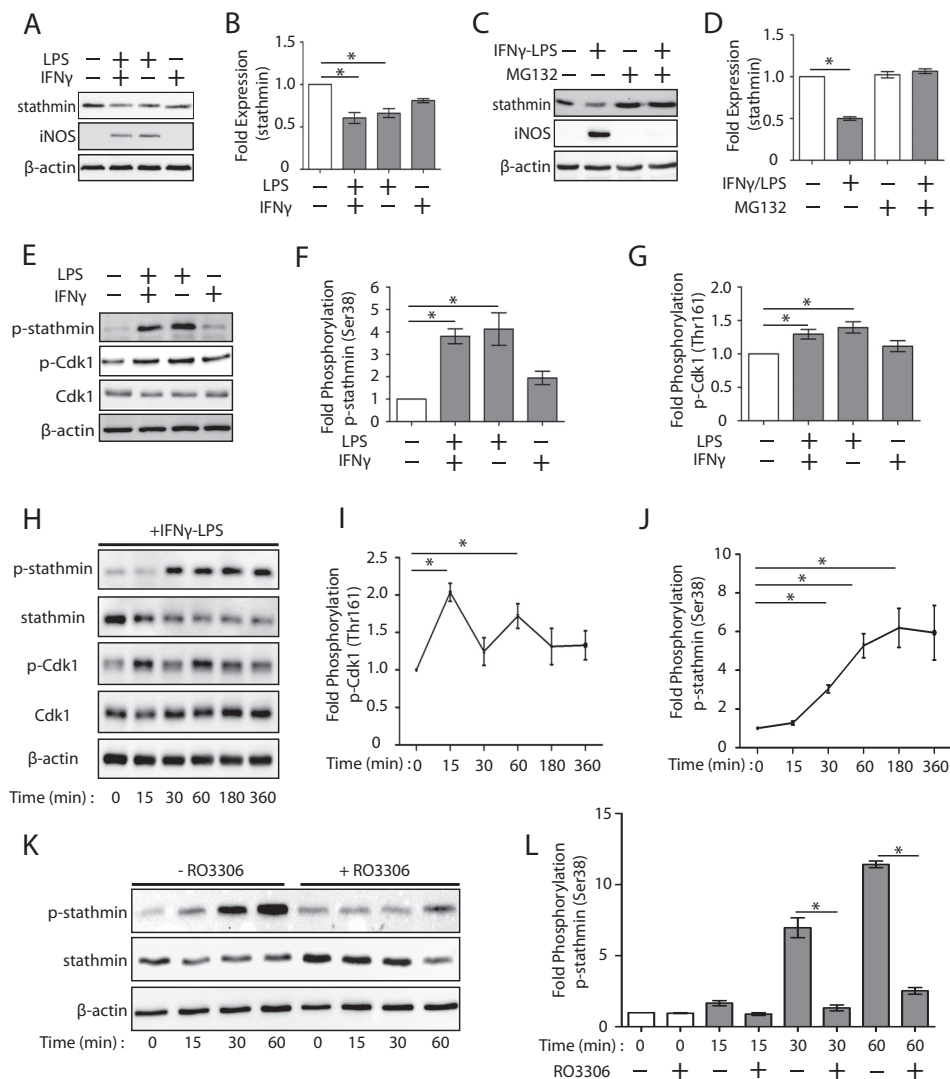 A
LPS − + + −
IFNγ − + − +
stathmin
iNOS
β-actin
B
Fold Expression
(stathmin)
1.5
1.0
0.5
0
* 
*
LPS − + + −
IFNγ − + − +
C
IFNγ-LPS − + − +
MG132 − − + +
stathmin
iNOS
β-actin
D
Fold Expression
(stathmin)
1.5
1.0
0.5
0
*
IFNγ/LPS − + − +
MG132 − − + +
E
LPS − + + −
IFNγ − + − +
p-stathmin
p-Cdk1
Cdk1
β-actin
F
Fold Phosphorylation
p-stathmin (Ser38)
6
5
4
3
2
1
0
*
*
LPS − + + −
IFNγ − + − +
G
Fold Phosphorylation
p-Cdk1 (Thr161)
2.0
1.5
1.0
0.5
0
*
*
LPS − + + −
IFNγ − + − +
H
+IFNγ-LPS
p-stathmin
stathmin
p-Cdk1
Cdk1
β-actin
Time (min) : 0 15 30 60 180 360
I
Fold Phosphorylation
p-Cdk1 (Thr161)
2.5
2.0
1.5
1.0
0.5
0
*
*
Time (min) : 0 15 30 60 180 360
J
Fold Phosphorylation
p-stathmin (Ser38)
8
6
4
2
0
*
*
*
Time (min) : 0 15 30 60 180 360
K
- RO3306 + RO3306
p-stathmin
stathmin
β-actin
Time (min) : 0 15 30 60 0 15 30 60
L
Fold Phosphorylation
p-stathmin (Ser38)
15
10
5
0
*
*
Time (min) : 0 0 15 15 30 30 60 60
RO3306 − + − + − + − +